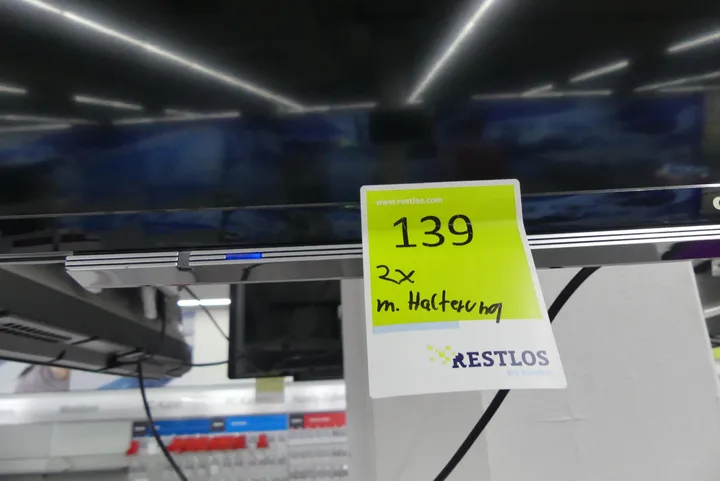 www.restlos.com
139
2x
m. Halterung
RESTLOS